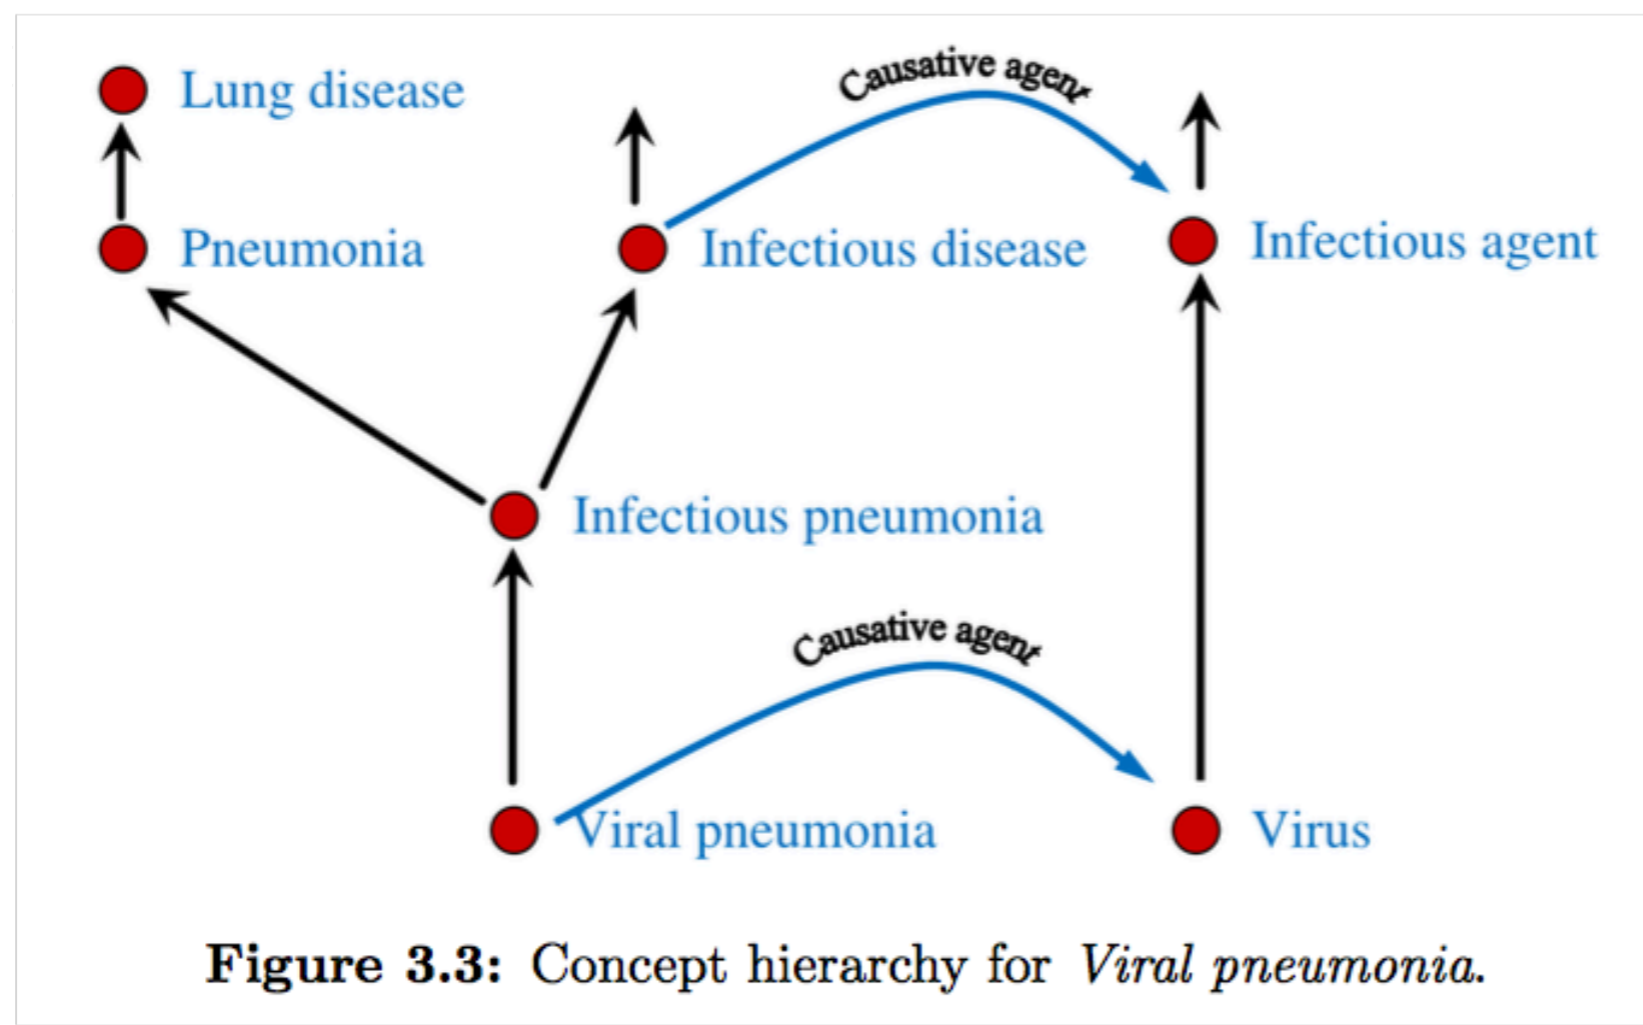 Causative agent
Lung disease
Pneumonia
Infectious disease
Infectious agent
Infectious pneumonia
Causative agent
Viral pneumonia
Virus
Figure 3.3: Concept hierarchy for Viral pneumonia.